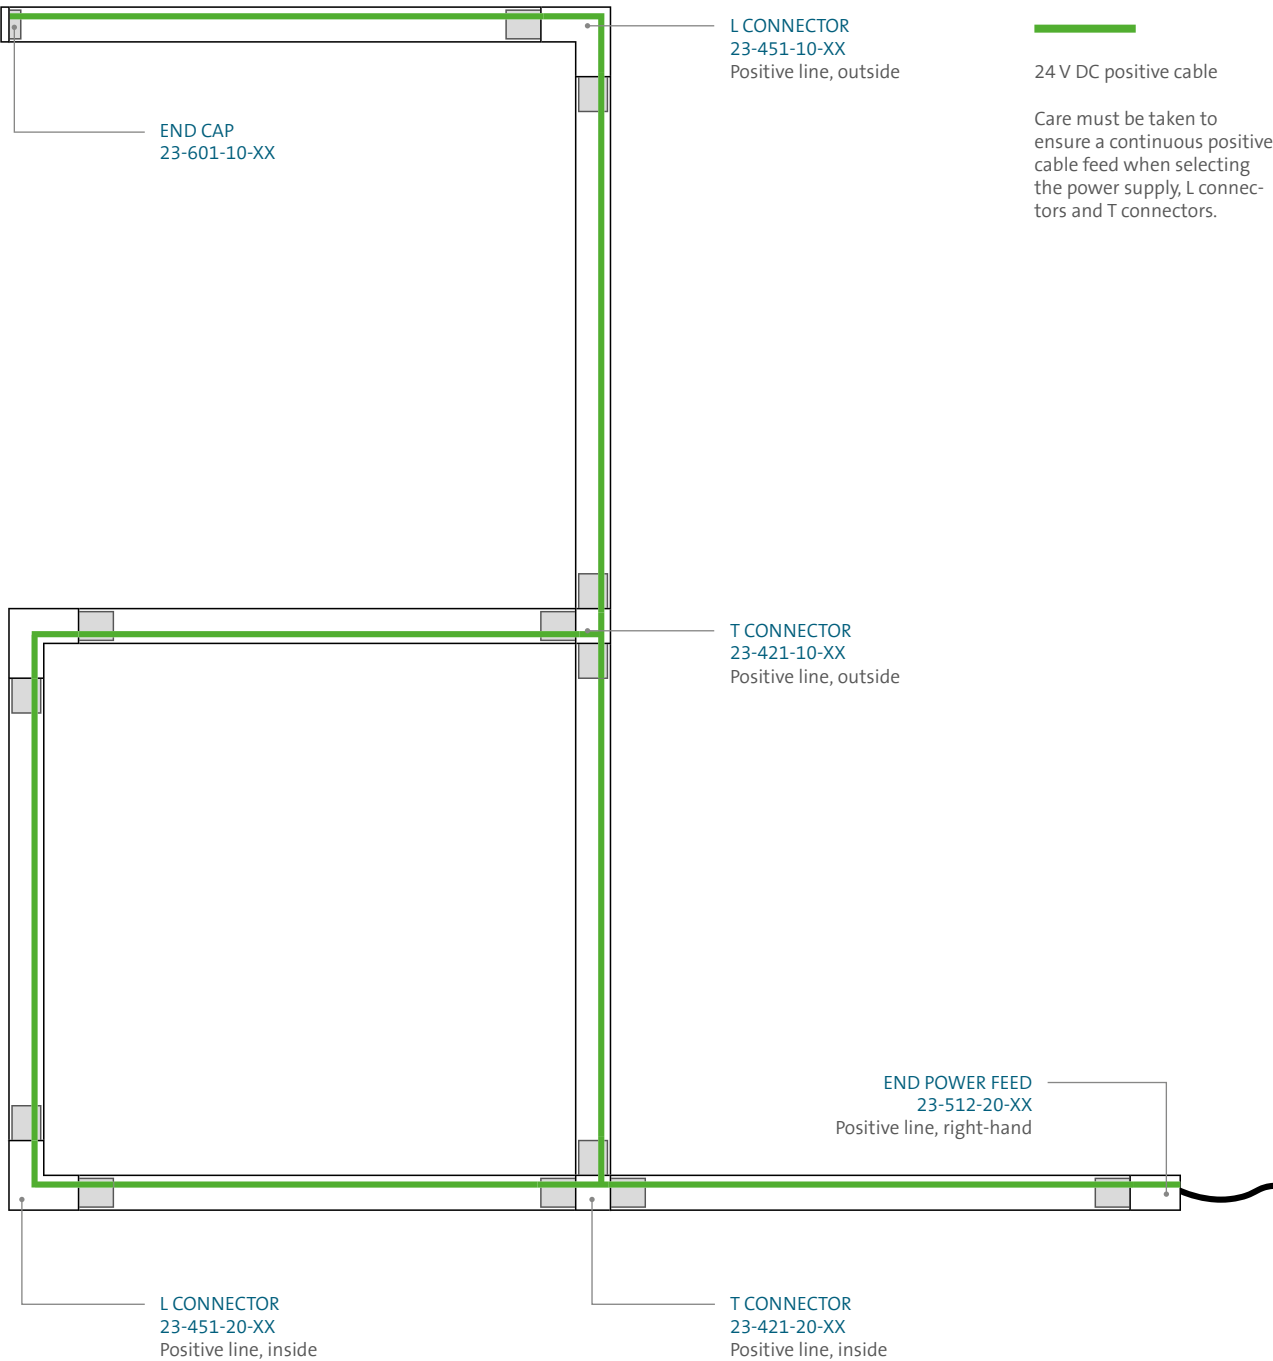 L CONNECTOR
23-451-10-XX
Positive line, outside
24 V DC positive cable
Care must be taken to
ensure a continuous positive
cable feed when selecting
the power supply, L connec-
tors and T connectors.
END CAP
23-601-10-XX
T CONNECTOR
23-421-10-XX
Positive line, outside
END POWER FEED
23-512-20-XX
Positive line, right-hand
L CONNECTOR
23-451-20-XX
Positive line, inside
T CONNECTOR
23-421-20-XX
Positive line, inside